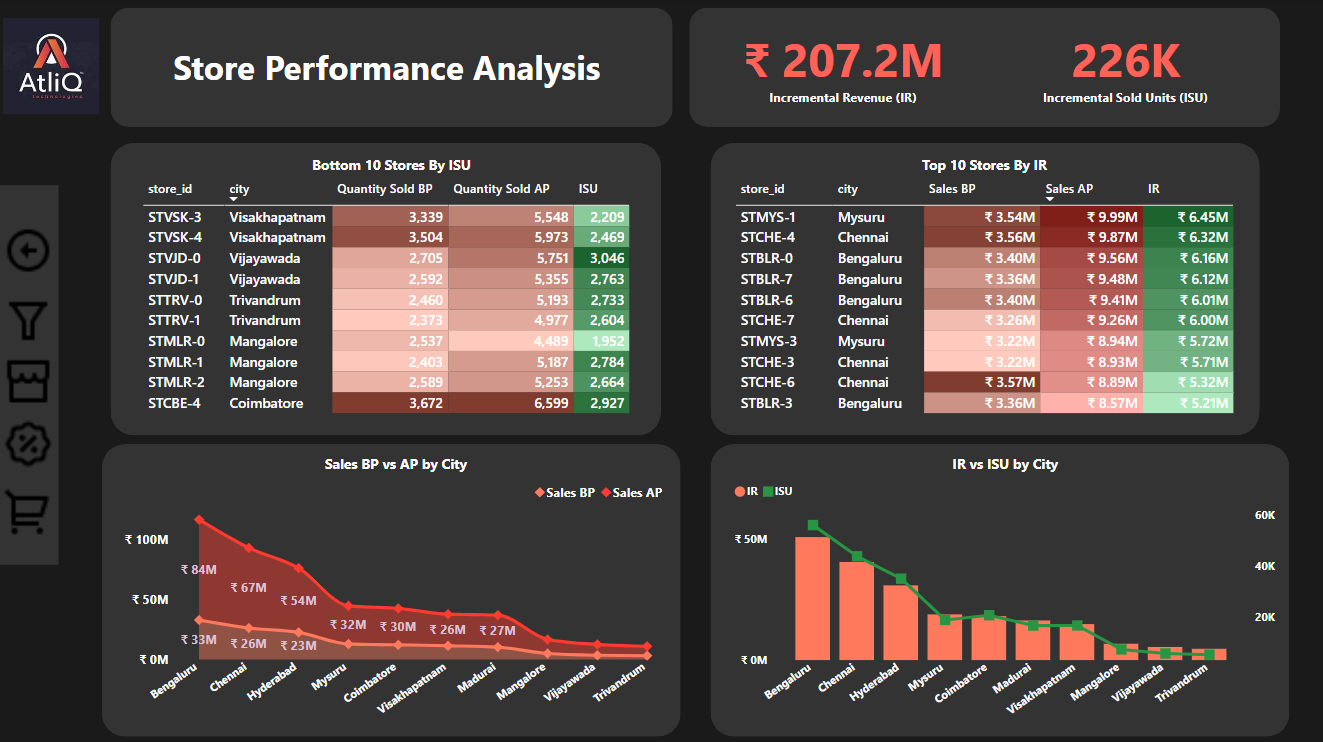 AtliQ
technologies
Store Performance Analysis
₹ 207.2M
Incremental Revenue (IR)
226K
Incremental Sold Units (ISU)
Bottom 10 Stores By ISU
store_id city Quantity Sold BP Quantity Sold AP ISU
STVSK-3 Visakhapatnam 3,339 5,548 2,209
STVSK-4 Visakhapatnam 3,504 5,973 2,469
STVJD-0 Vijayawada 2,705 5,751 3,046
STVJD-1 Vijayawada 2,592 5,355 2,763
STTRV-0 Trivandrum 2,460 5,193 2,733
STTRV-1 Trivandrum 2,373 4,977 2,604
STMLR-0 Mangalore 2,537 4,489 1,952
STMLR-1 Mangalore 2,403 5,187 2,784
STMLR-2 Mangalore 2,589 5,253 2,664
STCBE-4 Coimbatore 3,672 6,599 2,927
Top 10 Stores By IR
store_id city Sales BP Sales AP IR
STMYS-1 Mysuru ₹ 3.54M ₹ 9.99M ₹ 6.45M
STCHE-4 Chennai ₹ 3.56M ₹ 9.87M ₹ 6.32M
STBLR-0 Bengaluru ₹ 3.40M ₹ 9.56M ₹ 6.16M
STBLR-7 Bengaluru ₹ 3.36M ₹ 9.48M ₹ 6.12M
STBLR-6 Bengaluru ₹ 3.40M ₹ 9.41M ₹ 6.01M
STCHE-7 Chennai ₹ 3.26M ₹ 9.26M ₹ 6.00M
STMYS-3 Mysuru ₹ 3.22M ₹ 8.94M ₹ 5.72M
STCHE-3 Chennai ₹ 3.22M ₹ 8.93M ₹ 5.71M
STCHE-6 Chennai ₹ 3.57M ₹ 8.89M ₹ 5.32M
STBLR-3 Bengaluru ₹ 3.36M ₹ 8.57M ₹ 5.21M
Sales BP vs AP by City
Sales BP Sales AP
₹ 100M
₹ 50M
₹ 0M
₹ 84M ₹ 67M ₹ 54M ₹ 32M ₹ 30M ₹ 26M ₹ 27M
₹ 33M ₹ 26M ₹ 23M
Bengaluru Chennai Hyderabad Mysuru Coimbatore Visakhapatnam Madurai Mangalore Vijayawada Trivandrum
IR vs ISU by City
IR ISU
₹ 50M
₹ 0M
60K
40K
20K
Bengaluru Chennai Hyderabad Mysuru Coimbatore Madurai Visakhapatnam Mangalore Vijayawada Trivandrum